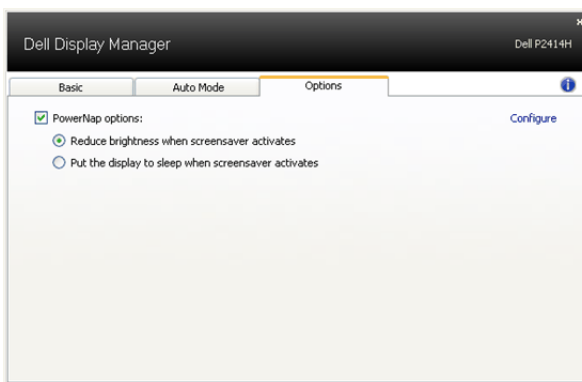 Dell Display Manager
Dell P2414H
Basic
Auto Mode
Options
PowerNap options:
Configure
Reduce brightness when screensaver activates
Put the display to sleep when screensaver activates